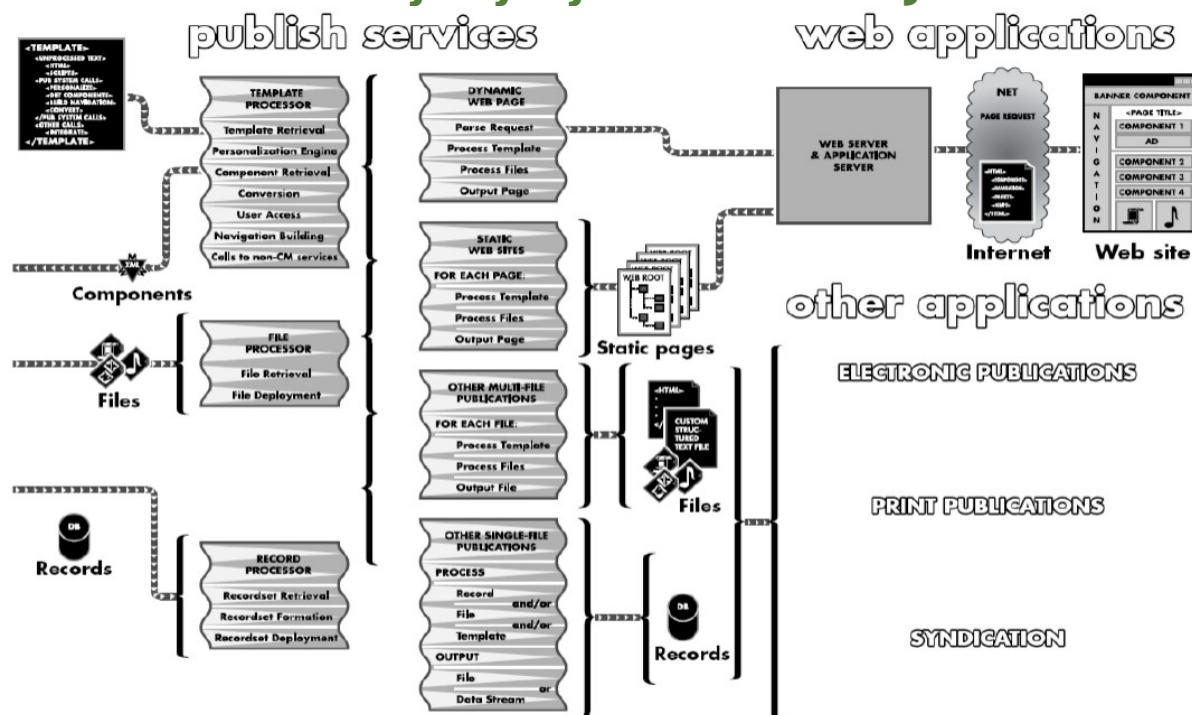 publish services
web applications
<TEMPLATE>
<UNPROCESSED TEXT>
<HTML>
<SCRIPTS>
<PUB SYSTEM CALLS>
<PERSONALIZE>
<GET COMPONENTS>
<CONVERT>
</PUB SYSTEM CALLS>
<OTHER CALLS>
<INTEGRATE>
</TEMPLATE>
TEMPLATE
PROCESSOR
Template Retrieval
Personalization Engine
Component Retrieval
Conversion
User Access
Navigation Building
Calls to non-CM services
Components
FILE
PROCESSOR
File Retrieval
File Deployment
Files
DB
Records
RECORD
PROCESSOR
Recordset Retrieval
Recordset Formation
Recordset Deployment
DYNAMIC
WEB PAGE
Parse Request
Process Template
Process Files
Output Page
STATIC
WEB SITES
FOR EACH PAGE:
Process Template
Process Files
Output Page
WEB ROOT
Static pages
OTHER MULTI-FILE
PUBLICATIONS
FOR EACH FILE:
Process Template
Process Files
Output File
<HTML>
CUSTOM
STRUC-
TURED
TEXT FILE
Files
OTHER SINGLE-FILE
PUBLICATIONS
PROCESS
Record
and/or
File
and/or
Template
OUTPUT
File
or
Data Stream
DB
Records
WEB SERVER
& APPLICATION
SERVER
NET
PAGE REQUEST
<HTML>
Internet
BANNER COMPONENT
NAVIGATION
<PAGE TITLE>
COMPONENT 1
AD
COMPONENT 2
COMPONENT 3
COMPONENT 4
Web site
other applications
ELECTRONIC PUBLICATIONS
PRINT PUBLICATIONS
SYNDICATION